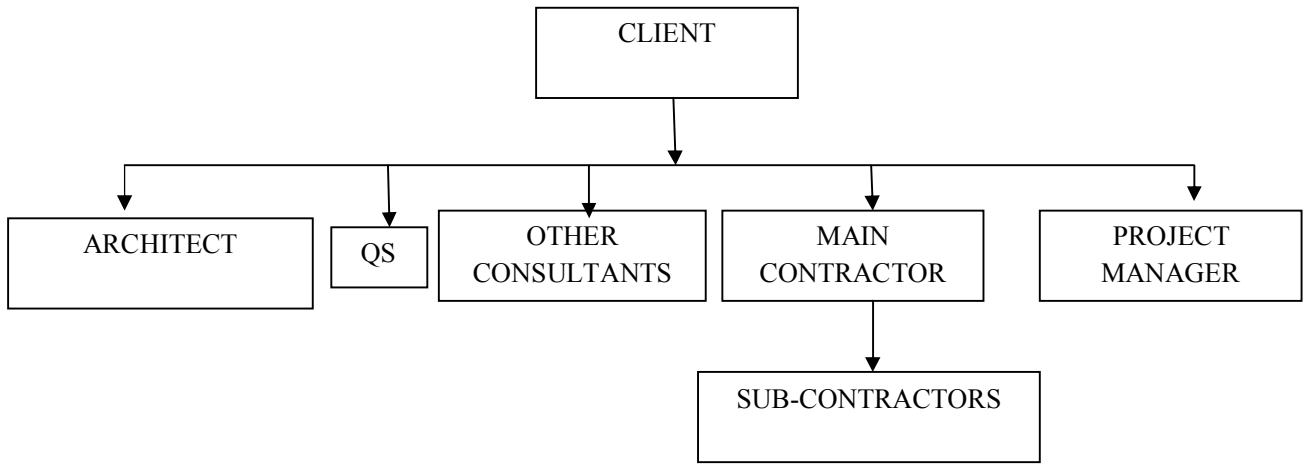 CLIENT
ARCHITECT
QS
OTHER
CONSULTANTS
MAIN
CONTRACTOR
PROJECT
MANAGER
SUB-CONTRACTORS